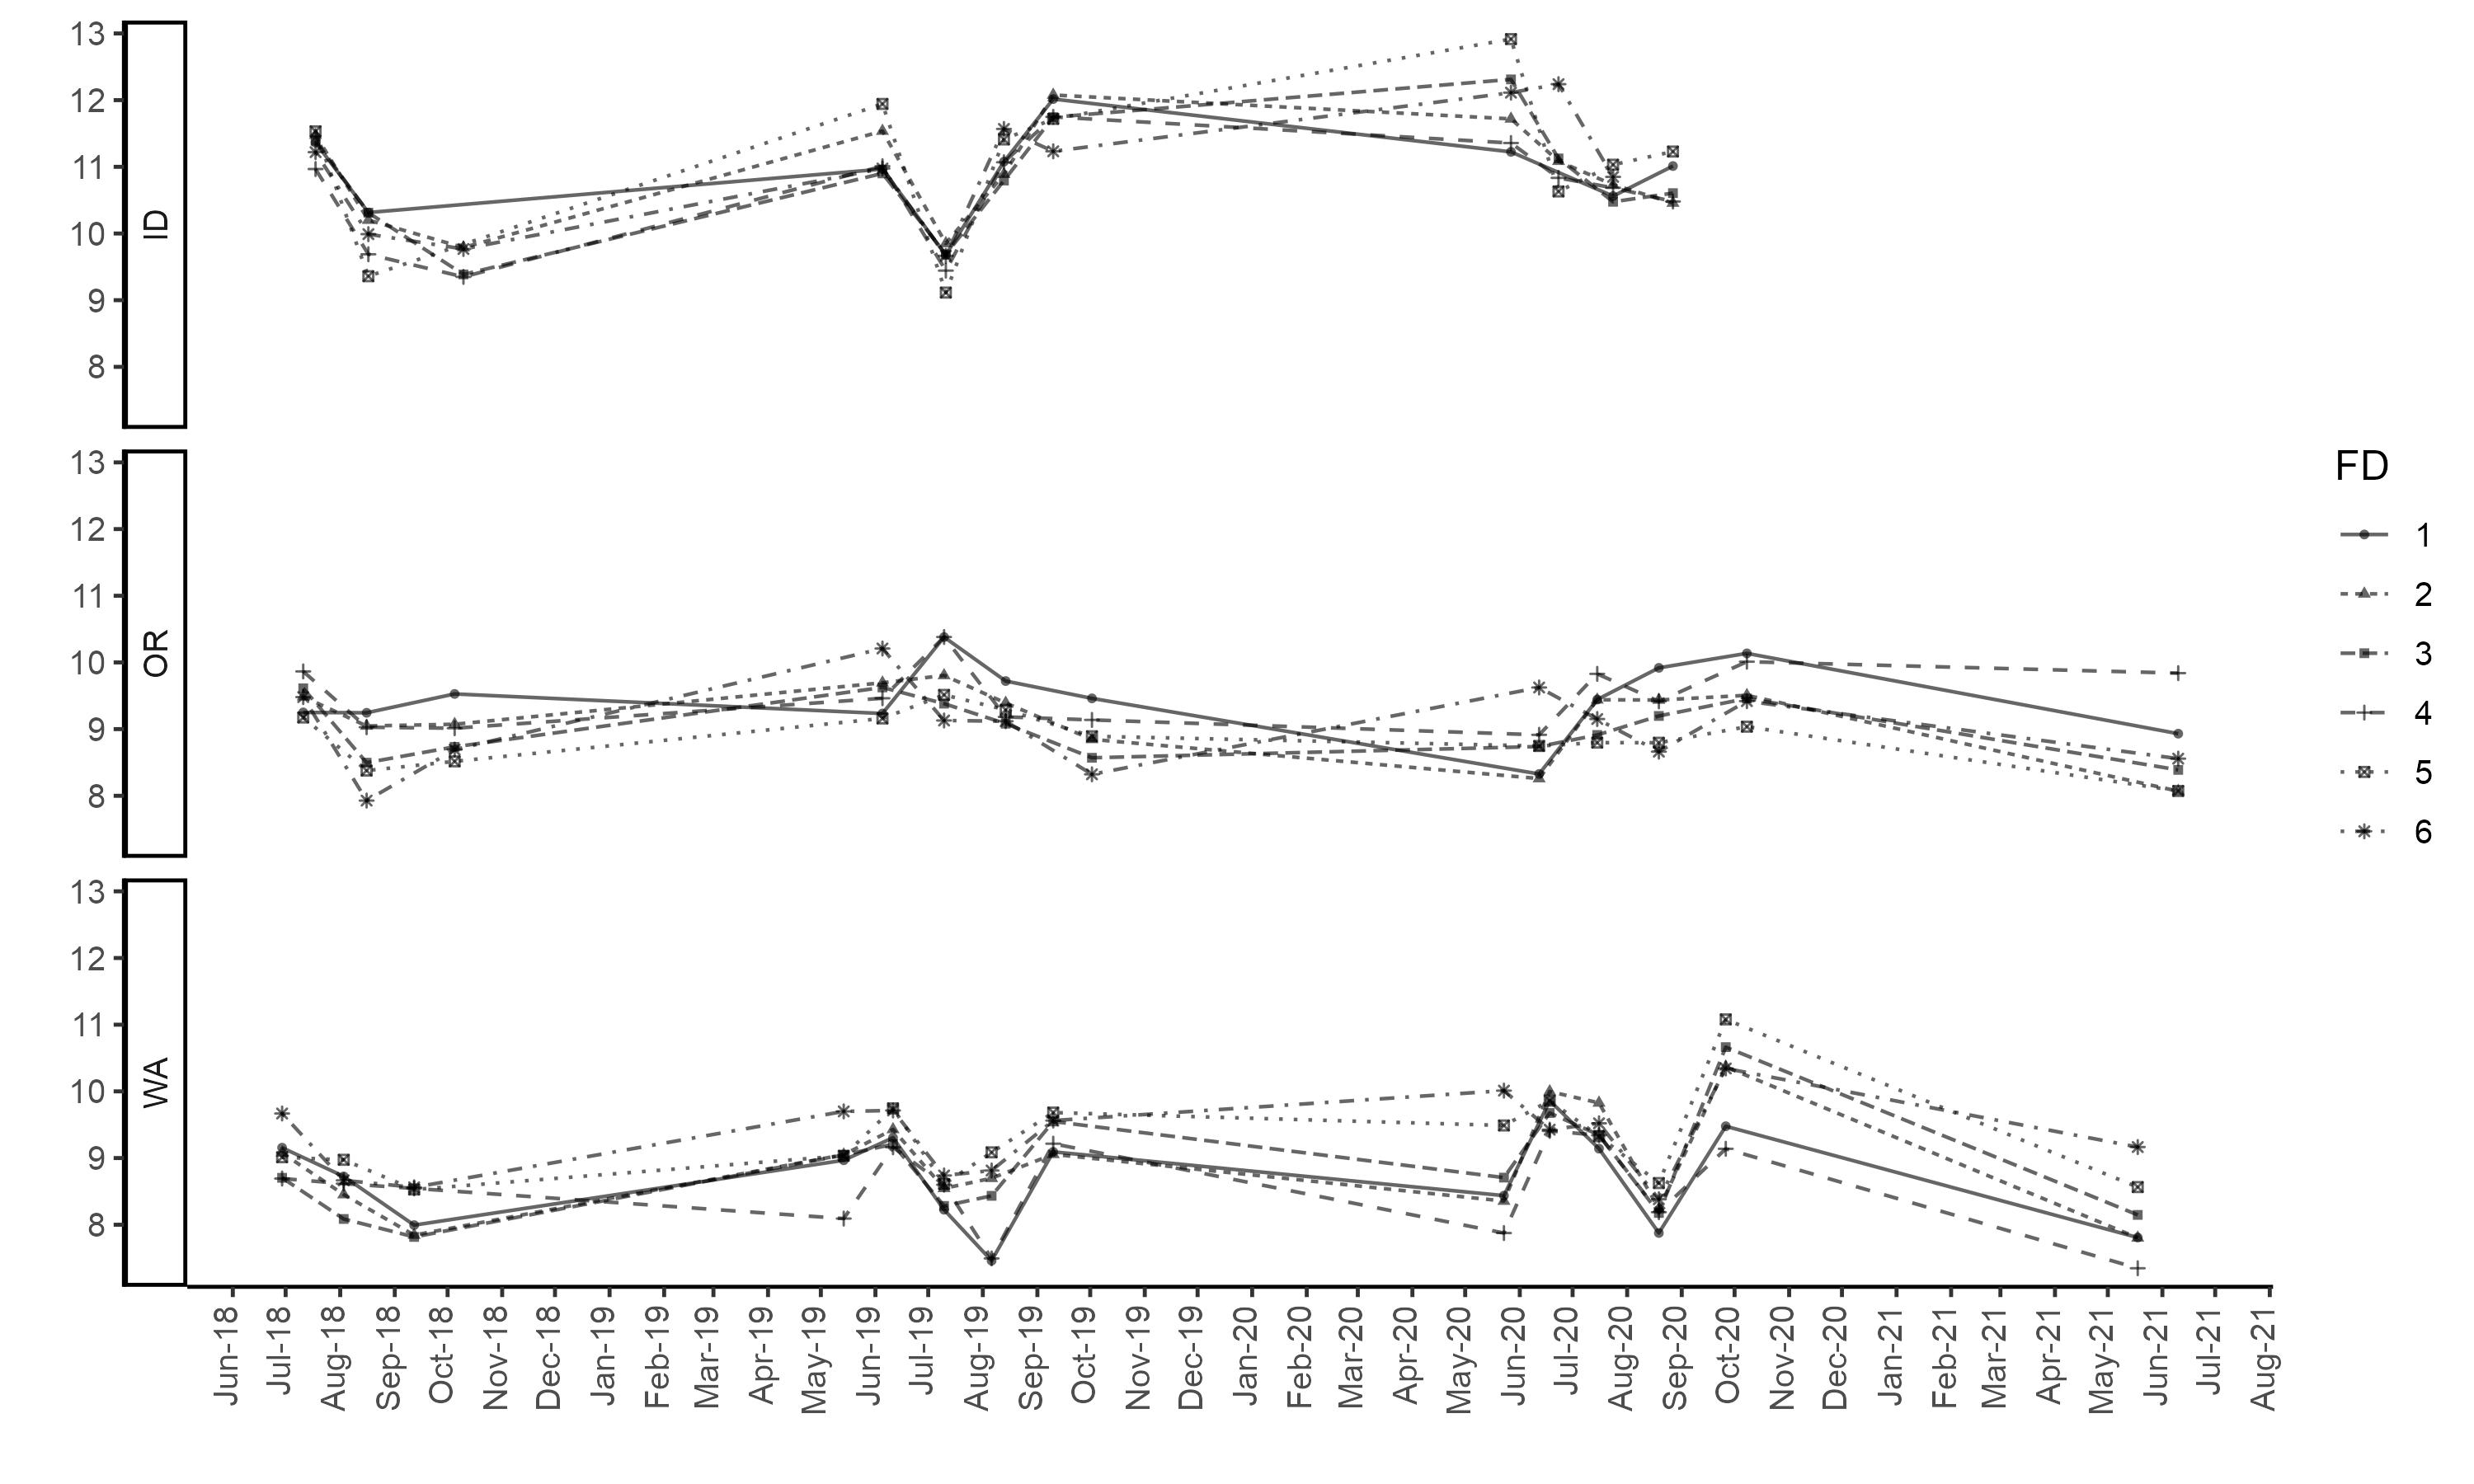 13
12
11
10
9
8
ID
13
12
11
10
9
8
OR
13
12
11
10
9
8
WA
Jun-18
Jul-18
Aug-18
Sep-18
Oct-18
Nov-18
Dec-18
Jan-19
Feb-19
Mar-19
Apr-19
May-19
Jun-19
Jul-19
Aug-19
Sep-19
Oct-19
Nov-19
Dec-19
Jan-20
Feb-20
Mar-20
Apr-20
May-20
Jun-20
Jul-20
Aug-20
Sep-20
Oct-20
Nov-20
Dec-20
Jan-21
Feb-21
Mar-21
Apr-21
May-21
Jun-21
Jul-21
Aug-21
FD
1
2
3
4
5
6